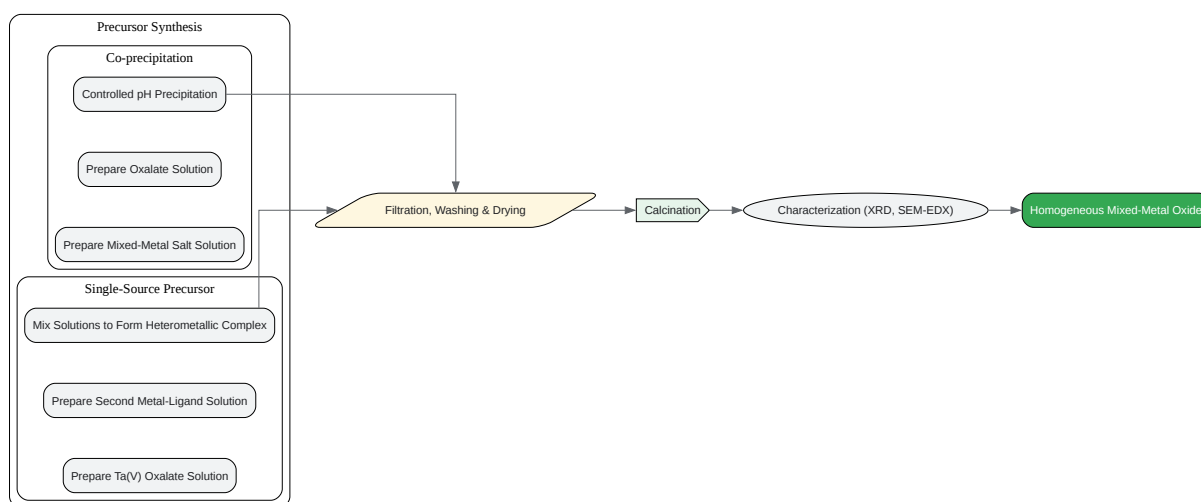 Precursor Synthesis
Co-precipitation
Controlled pH Precipitation
Prepare Oxalate Solution
Prepare Mixed-Metal Salt Solution
Single-Source Precursor
Mix Solutions to Form Heterometallic Complex
Prepare Second Metal-Ligand Solution
Prepare Ta(V) Oxalate Solution
Filtration, Washing & Drying
Calcination
Characterization (XRD, SEM-EDX)
Homogeneous Mixed-Metal Oxide